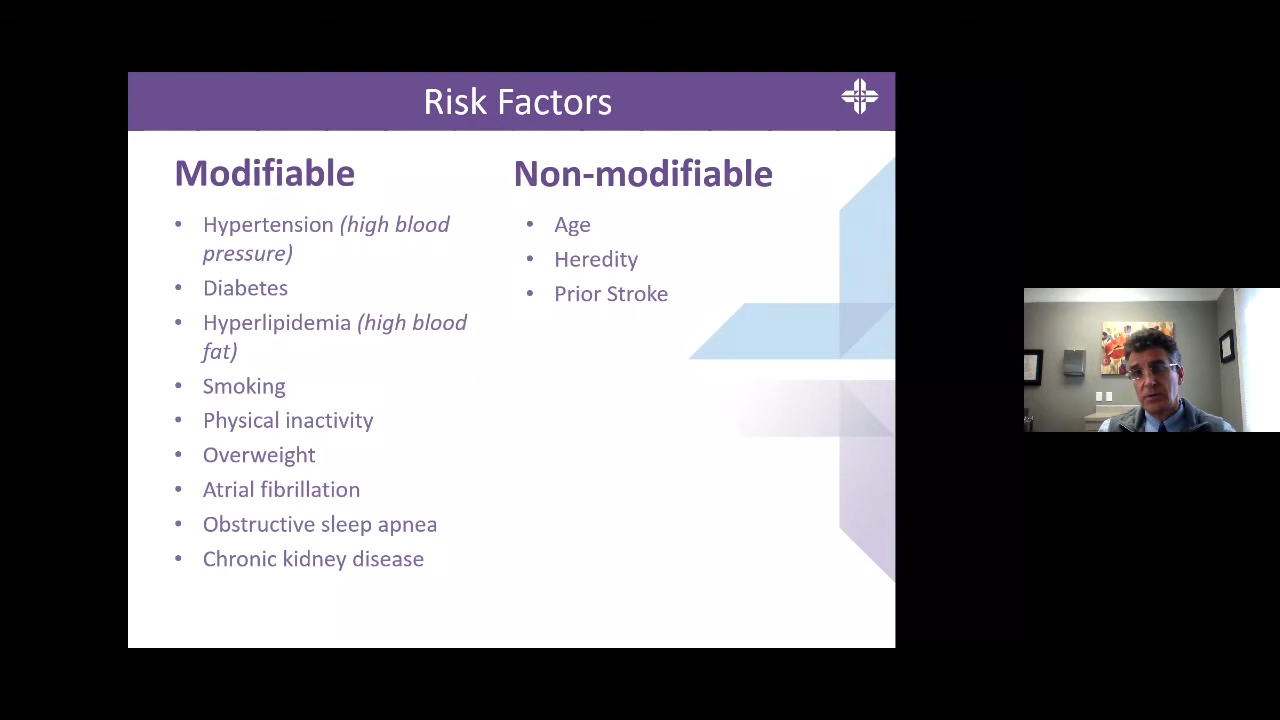 Risk Factors
Modifiable
• Hypertension (high blood
pressure)
• Diabetes
• Hyperlipidemia (high blood
fat)
• Smoking
• Physical inactivity
• Overweight
• Atrial fibrillation
• Obstructive sleep apnea
• Chronic kidney disease
Non-modifiable
• Age
• Heredity
• Prior Stroke